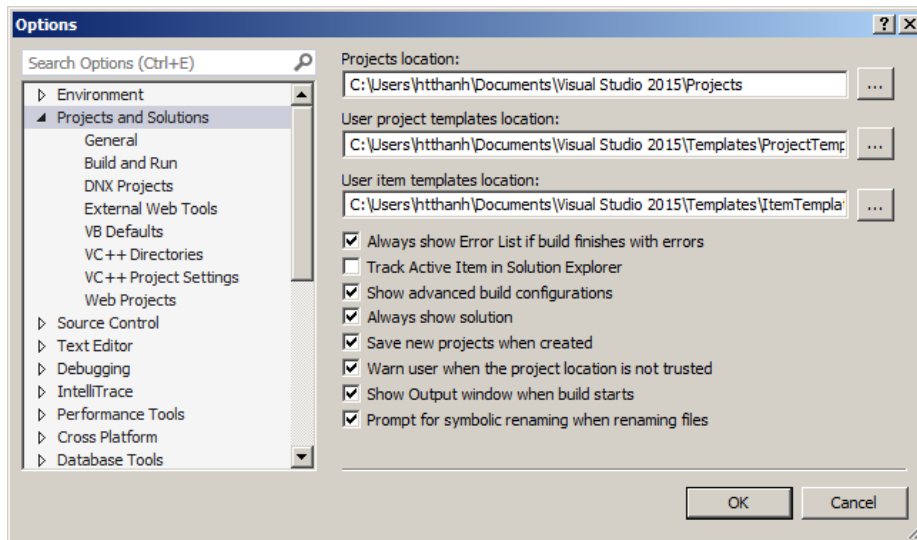 Options
Search Options (Ctrl+E)
Environment
Projects and Solutions
General
Build and Run
DNX Projects
External Web Tools
VB Defaults
VC++ Directories
VC++ Project Settings
Web Projects
Source Control
Text Editor
Debugging
IntelliTrace
Performance Tools
Cross Platform
Database Tools
Projects location:
C:\Users\htthanh\Documents\Visual Studio 2015\Projects
...
User project templates location:
C:\Users\htthanh\Documents\Visual Studio 2015\Templates\ProjectTemp
...
User item templates location:
C:\Users\htthanh\Documents\Visual Studio 2015\Templates\ItemTempla
...
Always show Error List if build finishes with errors
Track Active Item in Solution Explorer
Show advanced build configurations
Always show solution
Save new projects when created
Warn user when the project location is not trusted
Show Output window when build starts
Prompt for symbolic renaming when renaming files
OK
Cancel